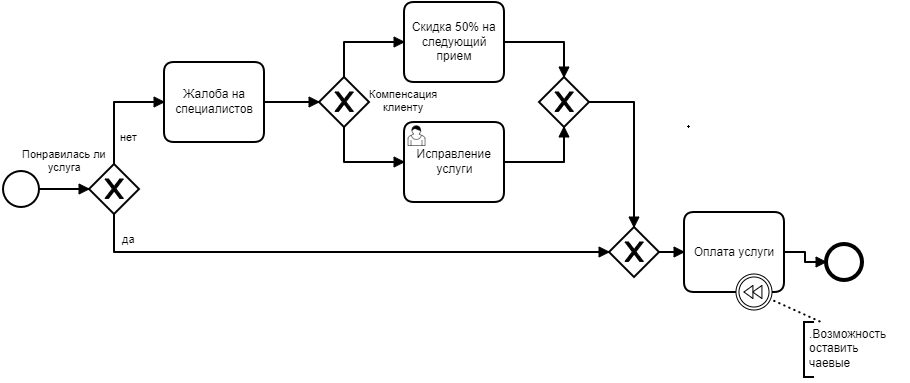 Понравилась ли
услуга
нет
да
Жалоба на
специалистов
Компенсация
клиенту
Скидка 50% на
следующий
прием
Исправление
услуги
Оплата услуги
.Возможность
оставить
чаевые